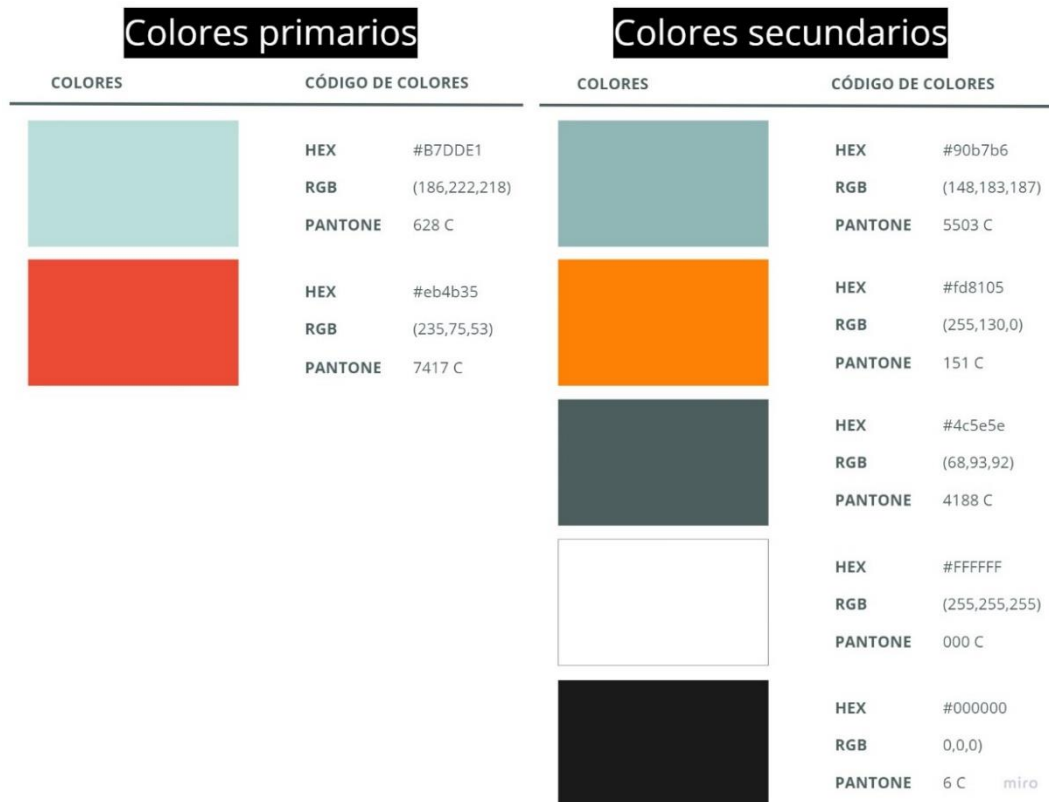 Colores primarios
COLORES CÓDIGO DE COLORES
HEX #B7DDE1
RGB (186,222,218)
PANTONE 628 C
HEX #eb4b35
RGB (235,75,53)
PANTONE 7417 C
Colores secundarios
COLORES CÓDIGO DE COLORES
HEX #90b7b6
RGB (148,183,187)
PANTONE 5503 C
HEX #fd8105
RGB (255,130,0)
PANTONE 151 C
HEX #4c5e5e
RGB (68,93,92)
PANTONE 4188 C
HEX #FFFFFF
RGB (255,255,255)
PANTONE 000 C
HEX #000000
RGB 0,0,0)
PANTONE 6 C
miro